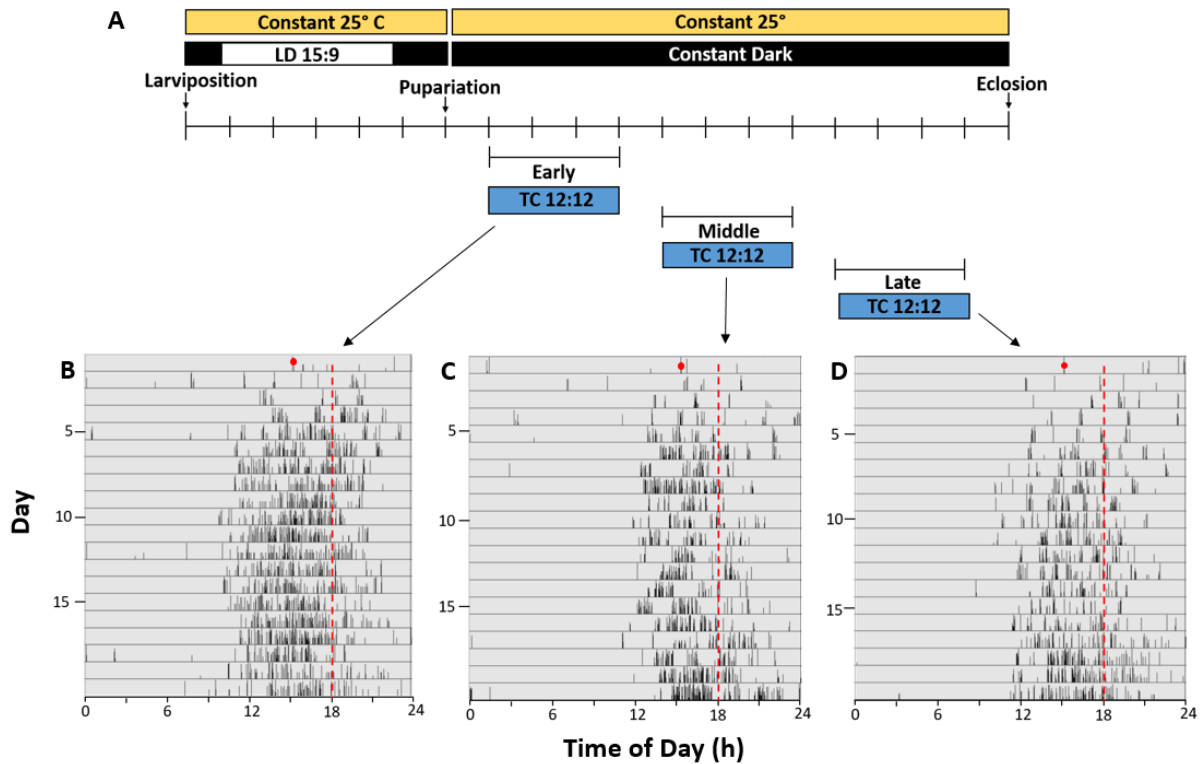 A
Constant 25° C
Constant 25°
LD 15:9
Constant Dark
Larviposition
Pupariation
Eclosion
Early
TC 12:12
Middle
TC 12:12
Late
TC 12:12
B
C
D
5
10
15
5
10
15
5
10
15
Day
0 6 12 18 24
0 6 12 18 24
0 6 12 18 24
Time of Day (h)